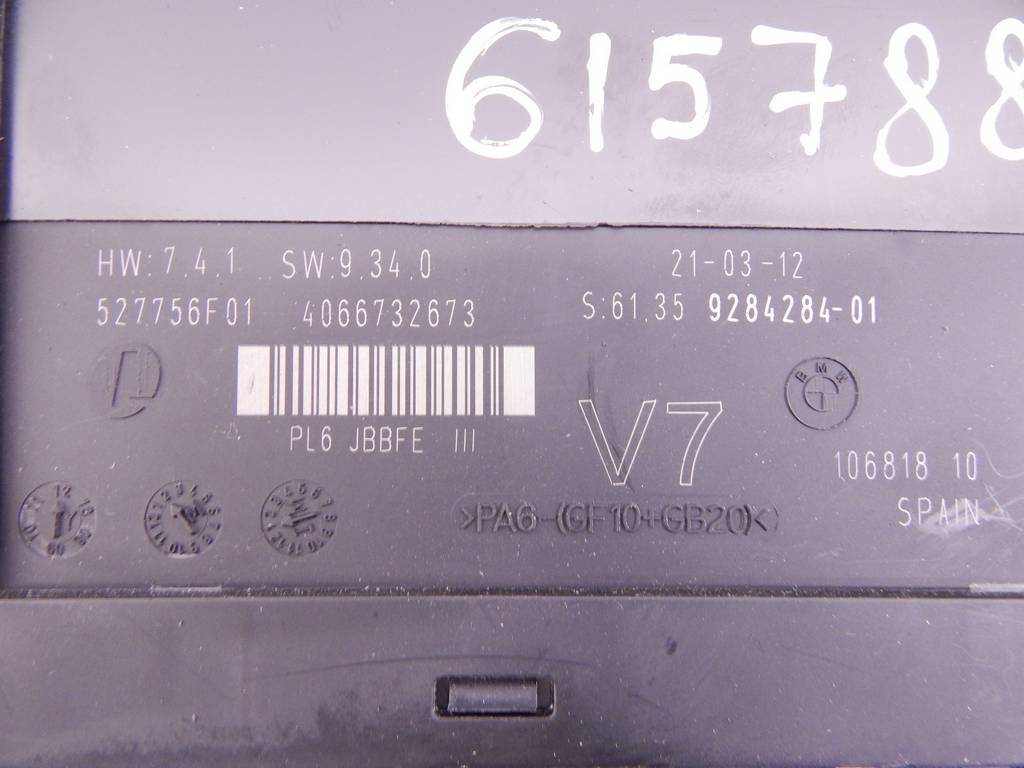 615788
HW:7.4.1 SW:9.34.0 21-03-12
527756F01 4066732673 S:61.35 9284284-01
BMW
PL6 JBBFE III V7
106818 10
>PA6-(GF10+GB20)< SPAIN